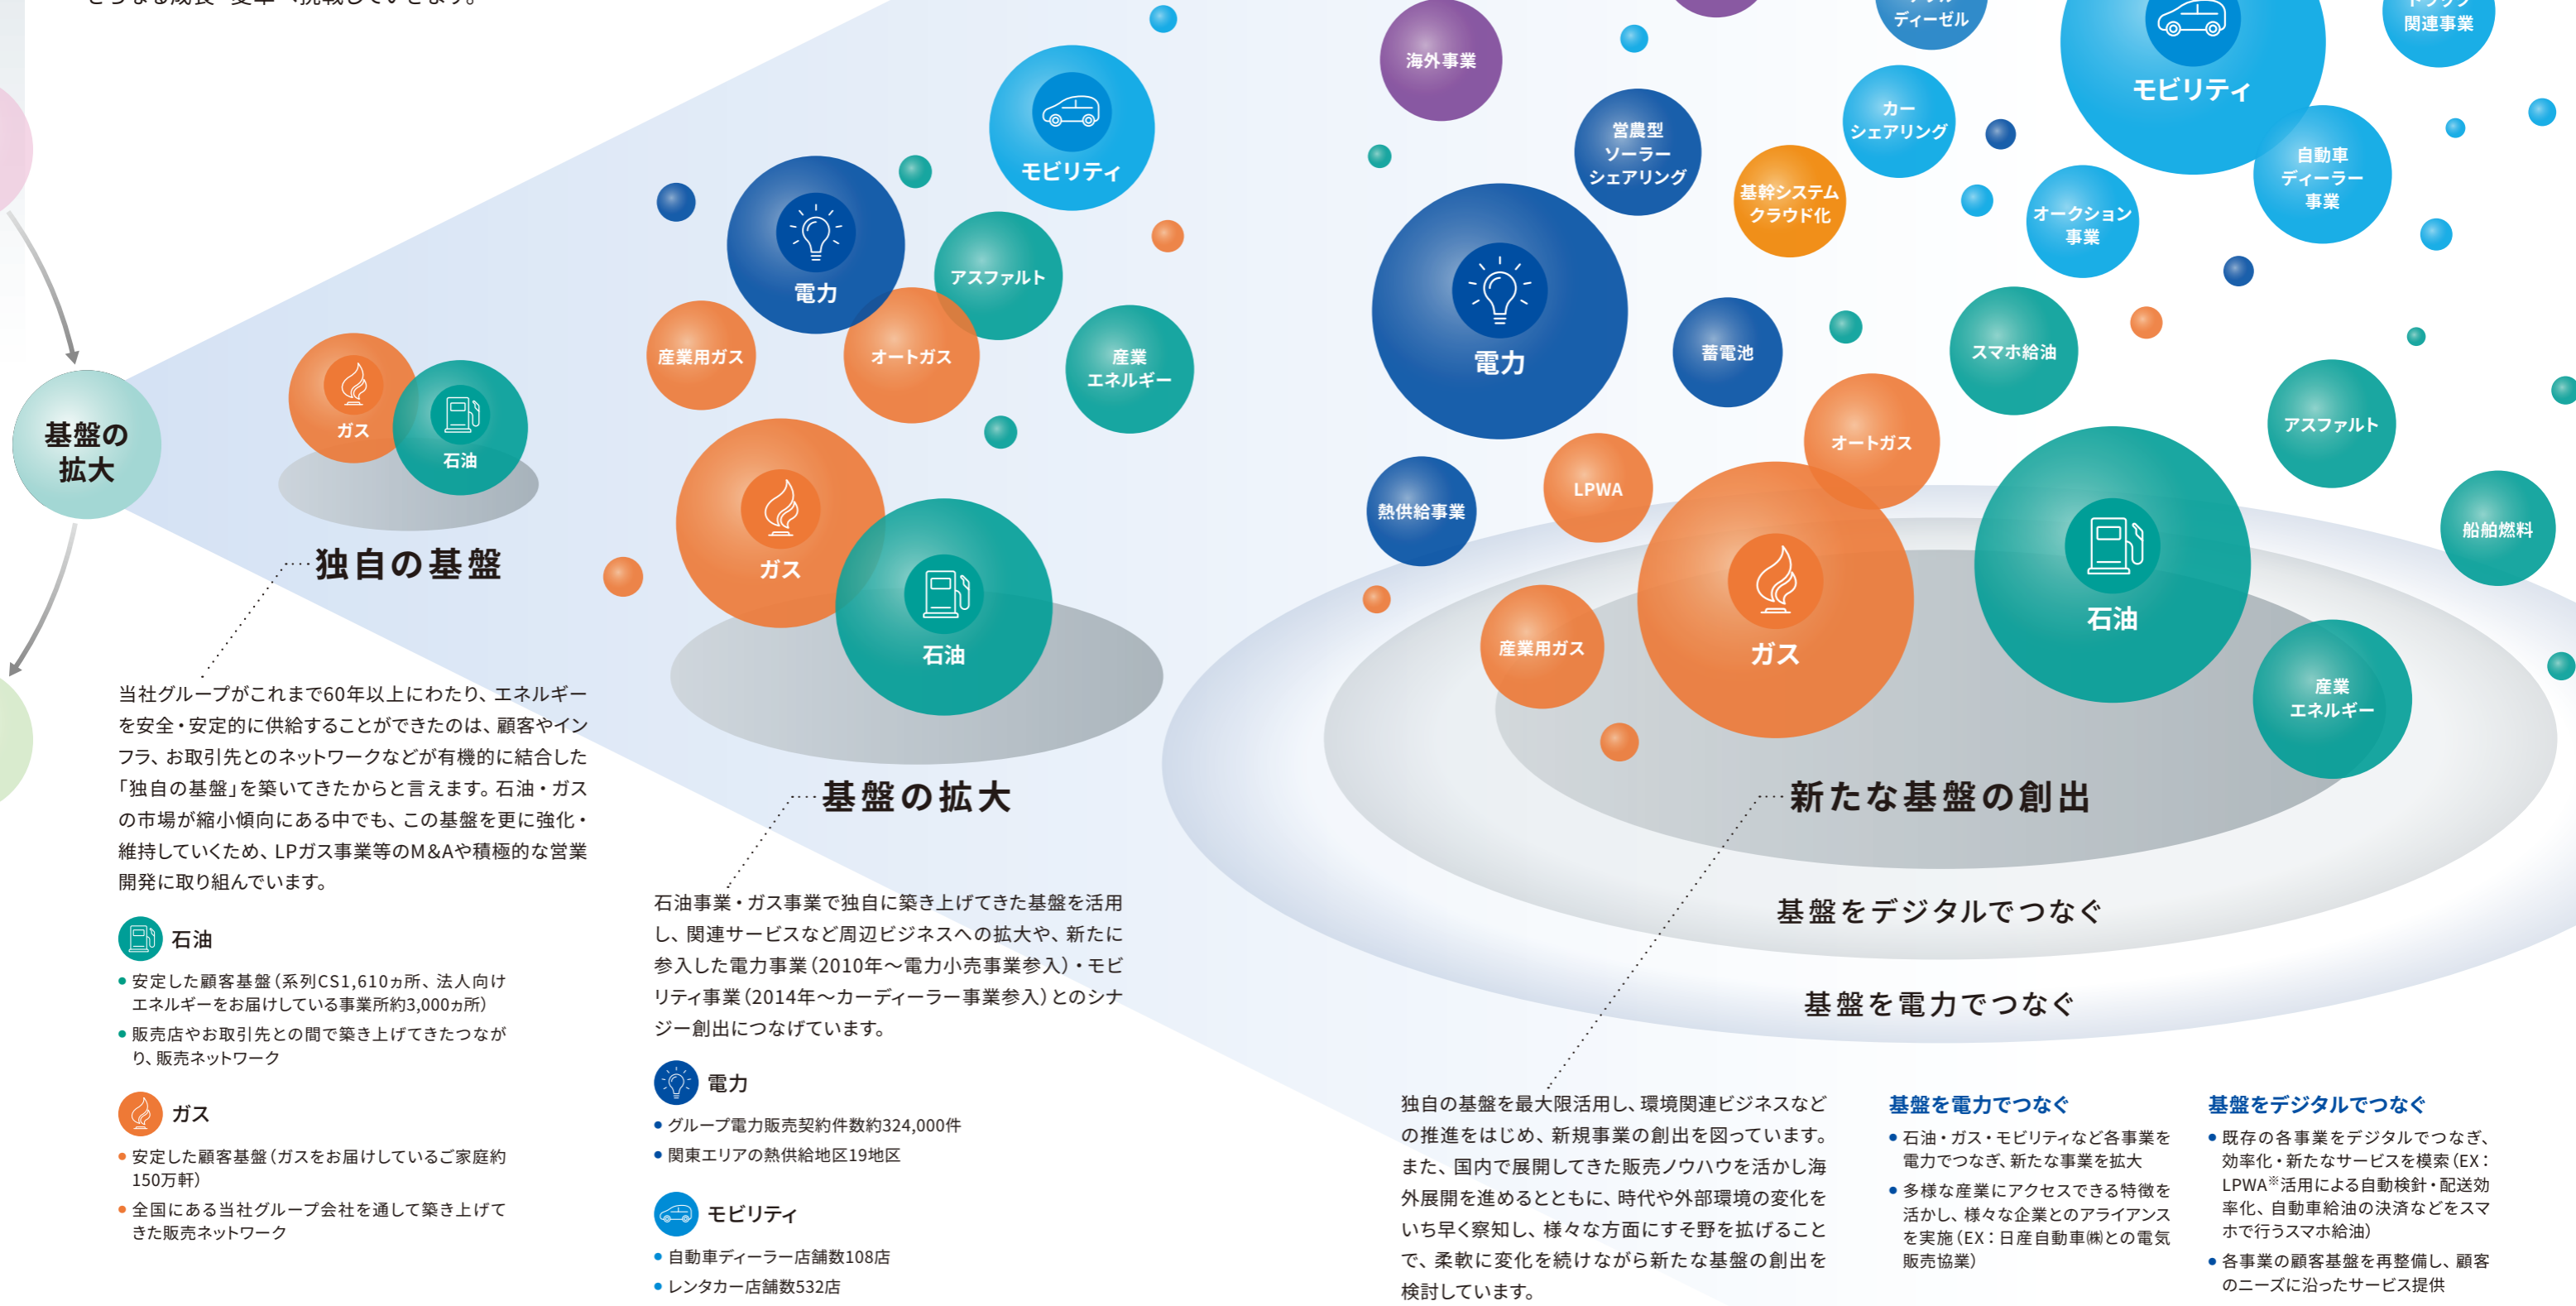 さらなる成長・変革へ挑戦していきます。
基盤の
拡大
ガス
石油
独自の基盤
当社グループがこれまで60年以上にわたり、エネルギー
を安全・安定的に供給することができたのは、顧客やイン
フラ、お取引先とのネットワークなどが有機的に結合した
「独自の基盤」を築いてきたからと言えます。石油・ガス
の市場が縮小傾向にある中でも、この基盤を更に強化・
維持していくため、LPガス事業等のM&Aや積極的な営業
開発に取り組んでいます。
石油
• 安定した顧客基盤（系列CS1,610ヵ所、法人向け
エネルギーをお届けしている事業所約3,000ヵ所）
• 販売店やお取引先との間で築き上げてきたつなが
り、販売ネットワーク
ガス
• 安定した顧客基盤（ガスをお届けしているご家庭約
150万軒）
• 全国にある当社グループ会社を通して築き上げて
きた販売ネットワーク
モビリティ
電力
アスファルト
産業用ガス
オートガス
産業
エネルギー
ガス
石油
基盤の拡大
石油事業・ガス事業で独自に築き上げてきた基盤を活用
し、関連サービスなど周辺ビジネスへの拡大や、新たに
参入した電力事業（2010年～電力小売事業参入）・モビ
リティ事業（2014年～カーディーラー事業参入）とのシナ
ジー創出につなげています。
電力
• グループ電力販売契約件数約324,000件
• 関東エリアの熱供給地区19地区
モビリティ
• 自動車ディーラー店舗数108店
• レンタカー店舗数532店
海外事業
ディーゼル
モビリティ
トラック
関連事業
営農型
ソーラー
シェアリング
カー
シェアリング
基幹システム
クラウド化
オークション
事業
自動車
ディーラー
事業
電力
蓄電池
スマホ給油
オートガス
アスファルト
熱供給事業
LPWA
船舶燃料
産業用ガス
ガス
石油
産業
エネルギー
新たな基盤の創出
基盤をデジタルでつなぐ
基盤を電力でつなぐ
独自の基盤を最大限活用し、環境関連ビジネスなど
の推進をはじめ、新規事業の創出を図っています。
また、国内で展開してきた販売ノウハウを活かし海
外展開を進めるとともに、時代や外部環境の変化を
いち早く察知し、様々な方面にすそ野を拡げること
で、柔軟に変化を続けながら新たな基盤の創出を
検討しています。
基盤を電力でつなぐ
• 石油・ガス・モビリティなど各事業を
電力でつなぎ、新たな事業を拡大
• 多様な産業にアクセスできる特徴を
活かし、様々な企業とのアライアンス
を実施（EX：日産自動車㈱との電気
販売協業）
基盤をデジタルでつなぐ
• 既存の各事業をデジタルでつなぎ、
効率化・新たなサービスを模索（EX：
LPWA※活用による自動検針・配送効
率化、自動車給油の決済などをスマ
ホで行うスマホ給油）
• 各事業の顧客基盤を再整備し、顧客
のニーズに沿ったサービス提供